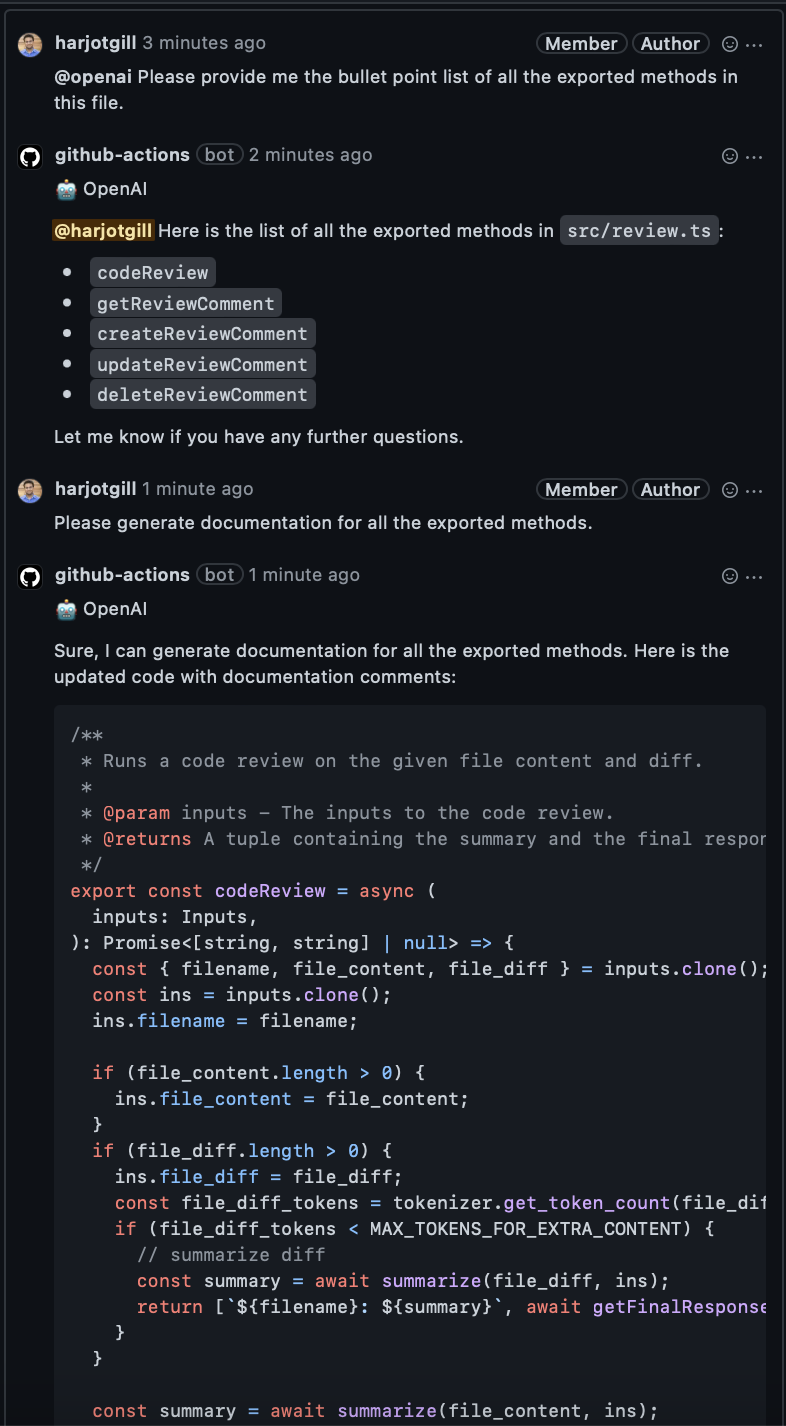 harjotgill 3 minutes ago Member Author
@openai Please provide me the bullet point list of all the exported methods in
this file.
github-actions bot 2 minutes ago
🤖 OpenAI
@harjotgill Here is the list of all the exported methods in src/review.ts:
• codeReview
• getReviewComment
• createReviewComment
• updateReviewComment
• deleteReviewComment
Let me know if you have any further questions.
harjotgill 1 minute ago Member Author
Please generate documentation for all the exported methods.
github-actions bot 1 minute ago
🤖 OpenAI
Sure, I can generate documentation for all the exported methods. Here is the
updated code with documentation comments:
/**
 * Runs a code review on the given file content and diff.
 *
 * @param inputs – The inputs to the code review.
 * @returns A tuple containing the summary and the final respon
 */
export const codeReview = async (
  inputs: Inputs,
): Promise<[string, string] | null> => {
  const { filename, file_content, file_diff } = inputs.clone();
  const ins = inputs.clone();
  ins.filename = filename;

  if (file_content.length > 0) {
    ins.file_content = file_content;
  }
  if (file_diff.length > 0) {
    ins.file_diff = file_diff;
    const file_diff_tokens = tokenizer.get_token_count(file_dif
    if (file_diff_tokens < MAX_TOKENS_FOR_EXTRA_CONTENT) {
      // summarize diff
      const summary = await summarize(file_diff, ins);
      return [`${filename}: ${summary}`, await getFinalResponse
    }
  }

  const summary = await summarize(file_content, ins);